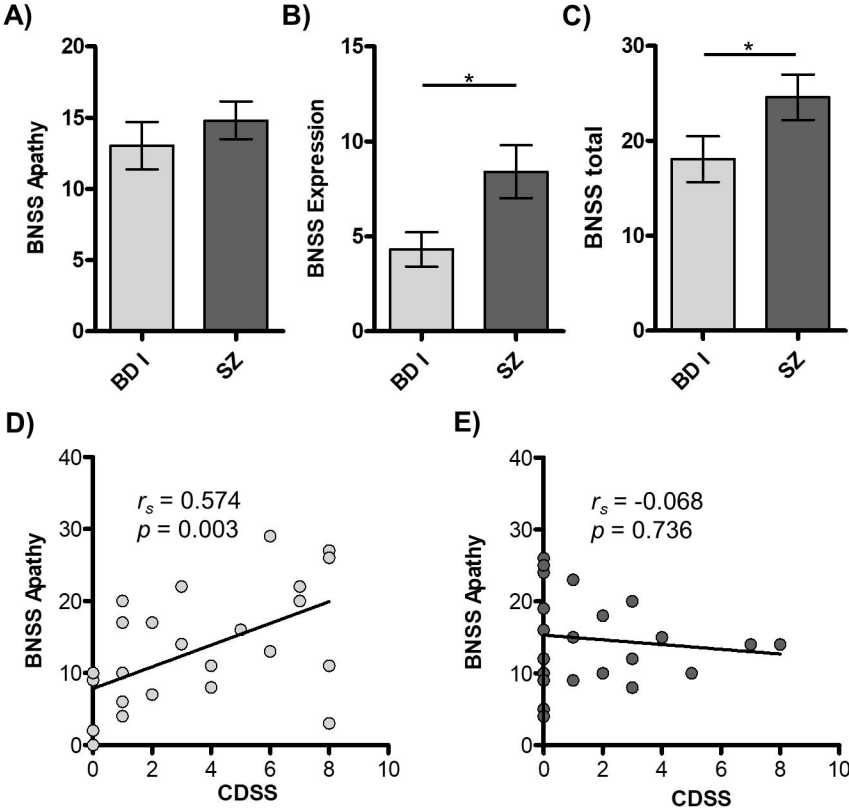 A)
BNSS Apathy
20
15
10
5
0
BD I
SZ
B)
BNSS Expression
15
10
5
0
*
BD I
SZ
C)
BNSS total
30
20
10
0
*
BD I
SZ
D)
BNSS Apathy
40
30
20
10
0
r_s = 0.574
p = 0.003
0 2 4 6 8 10
CDSS
E)
BNSS Apathy
40
30
20
10
0
r_s = -0.068
p = 0.736
0 2 4 6 8 10
CDSS